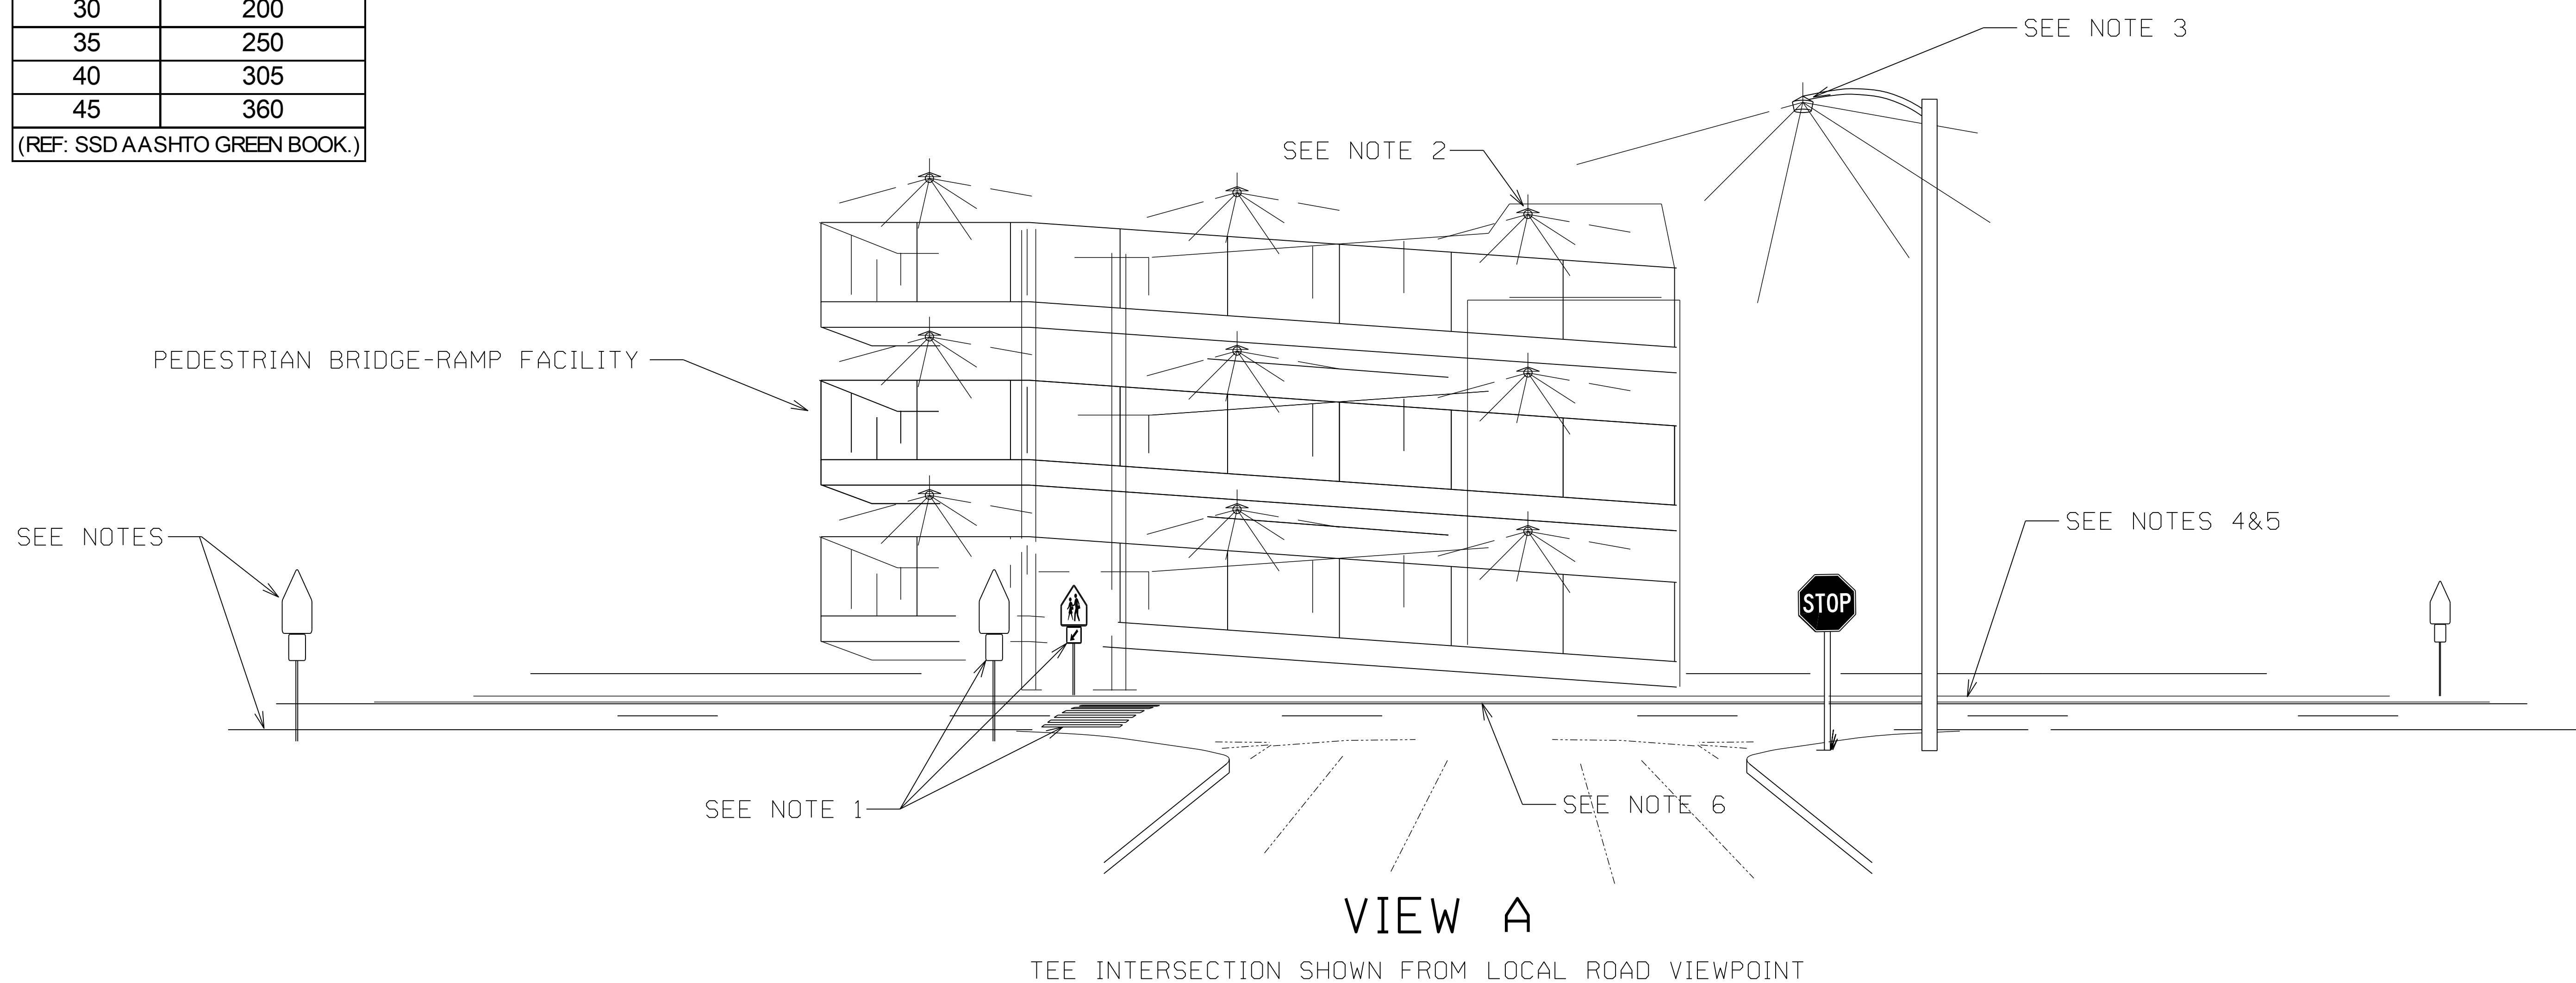 30 200
35 250
40 305
45 360
(REF: SSD AASHTO GREEN BOOK.)
SEE NOTE 3
SEE NOTE 2
PEDESTRIAN BRIDGE-RAMP FACILITY
SEE NOTES
SEE NOTES 4&5
STOP
SEE NOTE 1
SEE NOTE 6
VIEW A
TEE INTERSECTION SHOWN FROM LOCAL ROAD VIEWPOINT